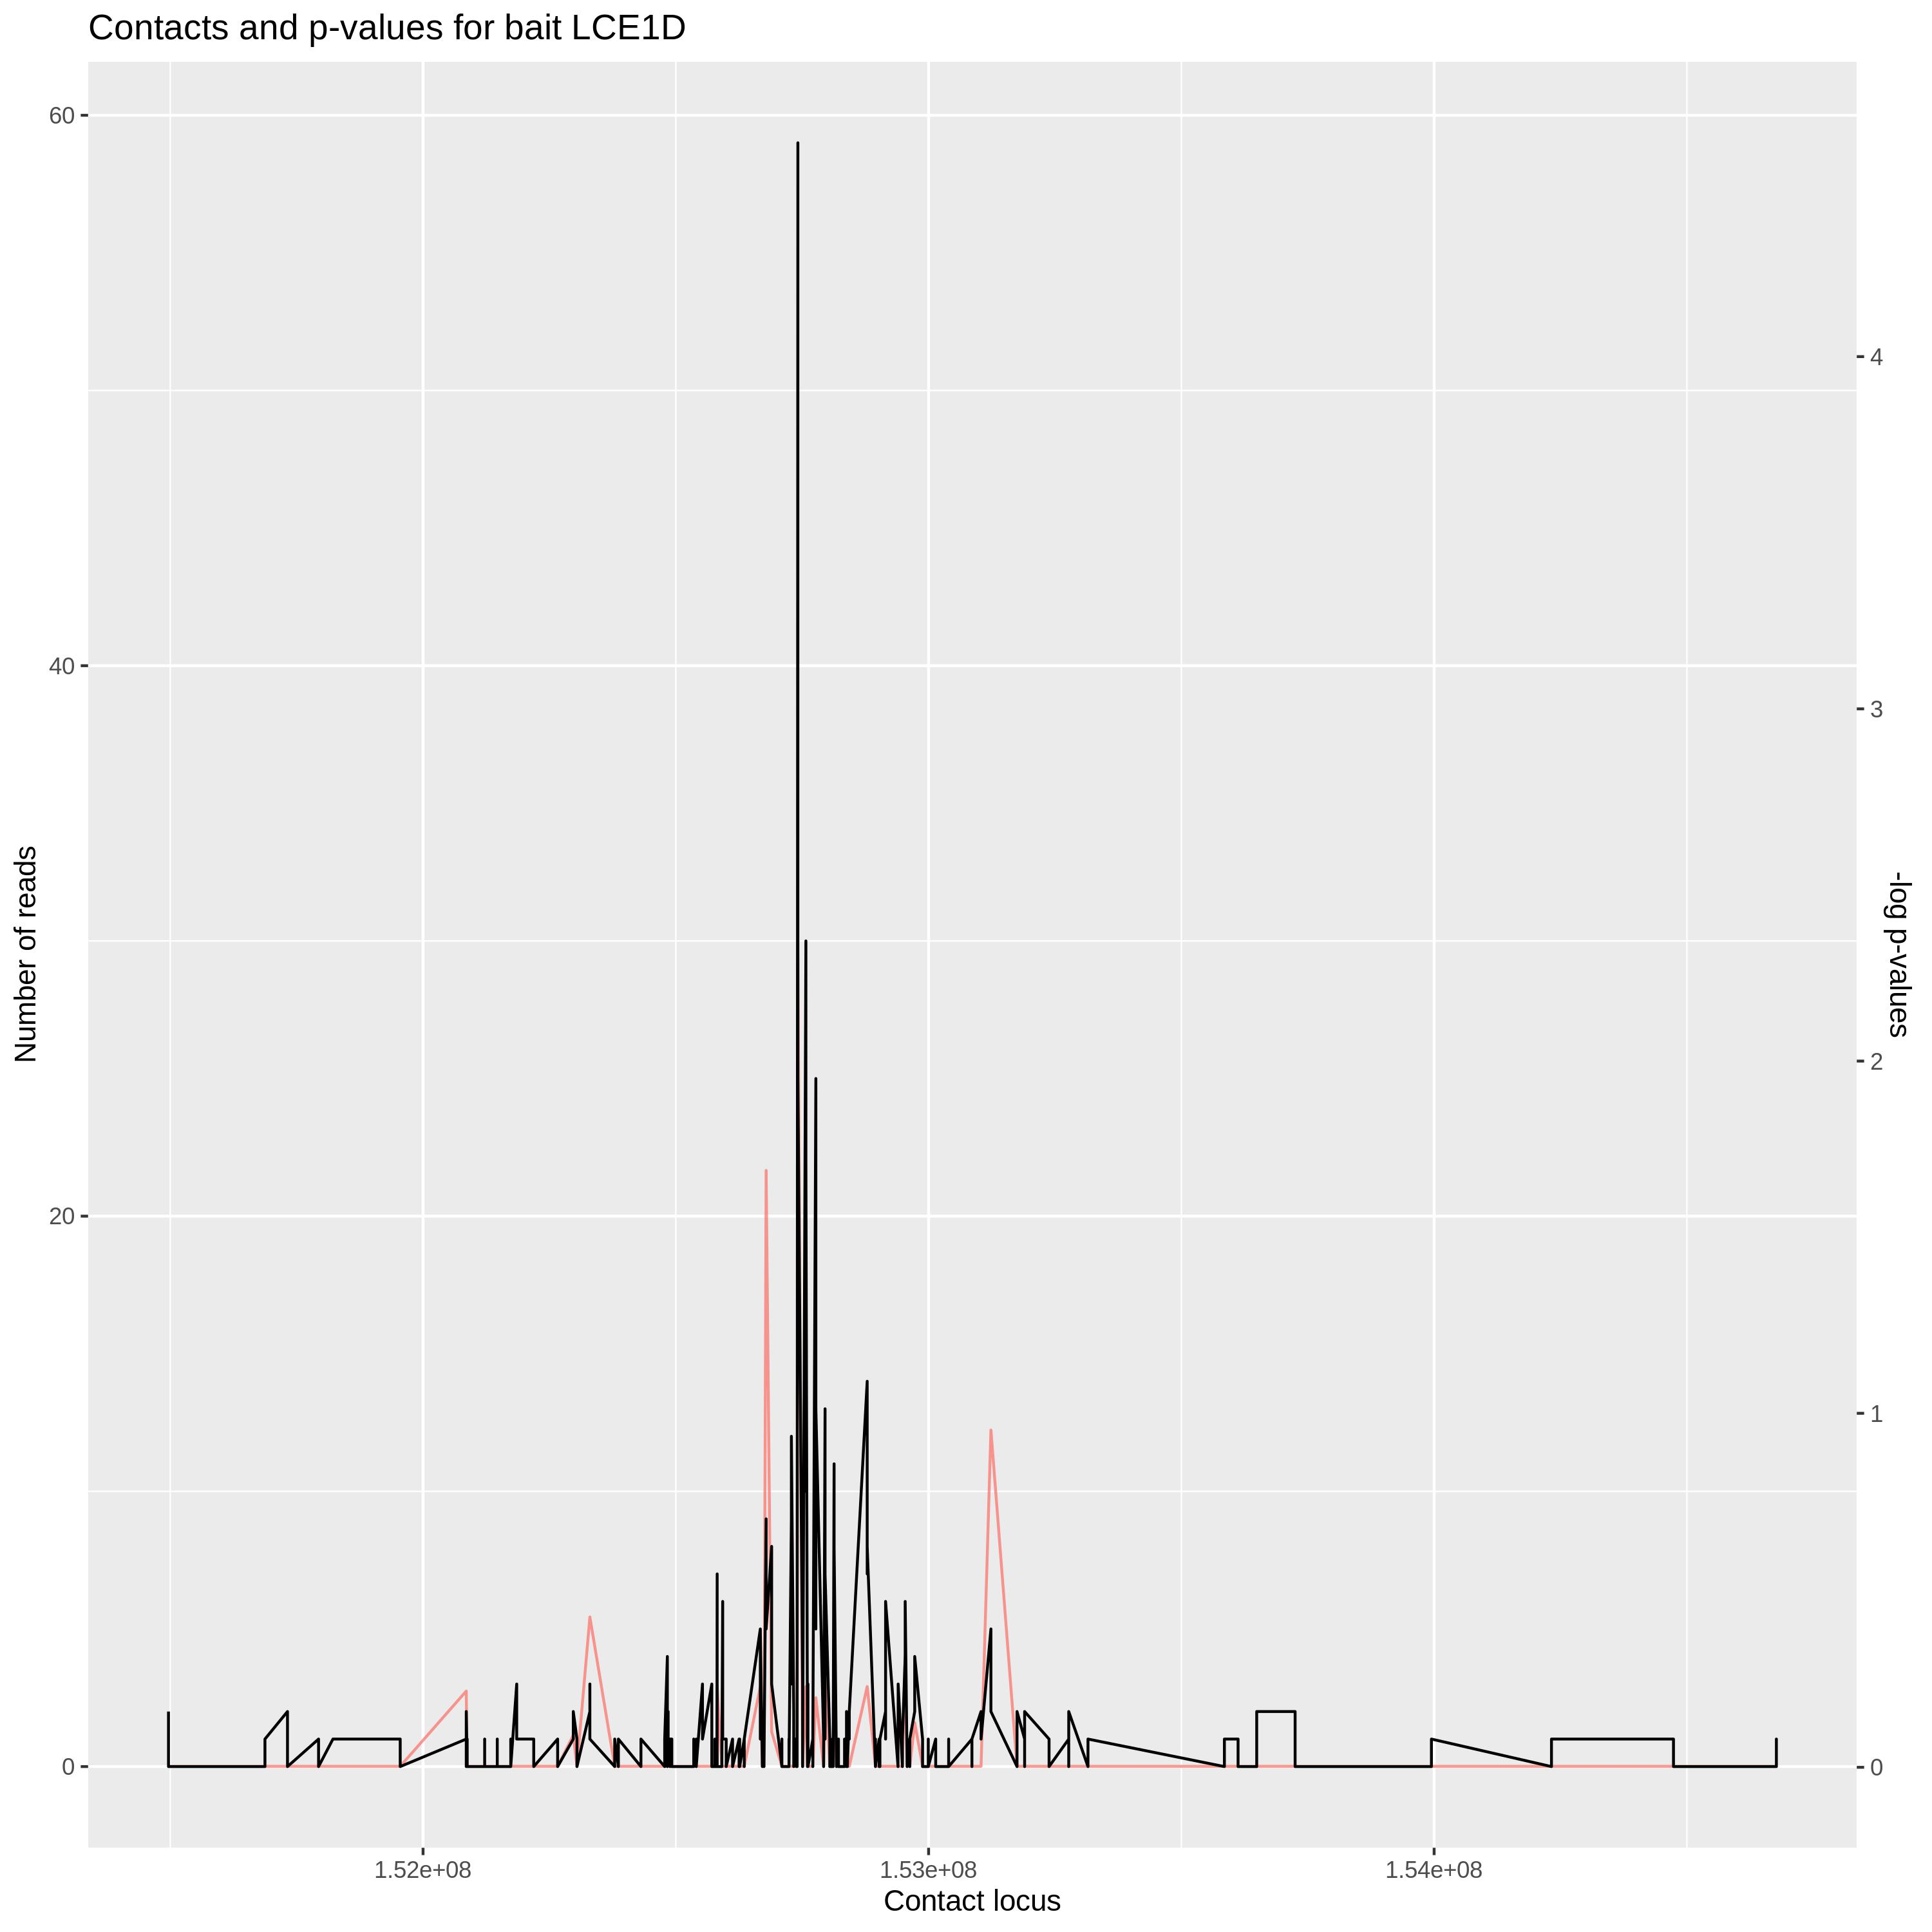 Contacts and p-values for bait LCE1D
60
40
20
0
Number of reads
4
3
2
1
0
-log p-values
1.52e+08
1.53e+08
1.54e+08
Contact locus